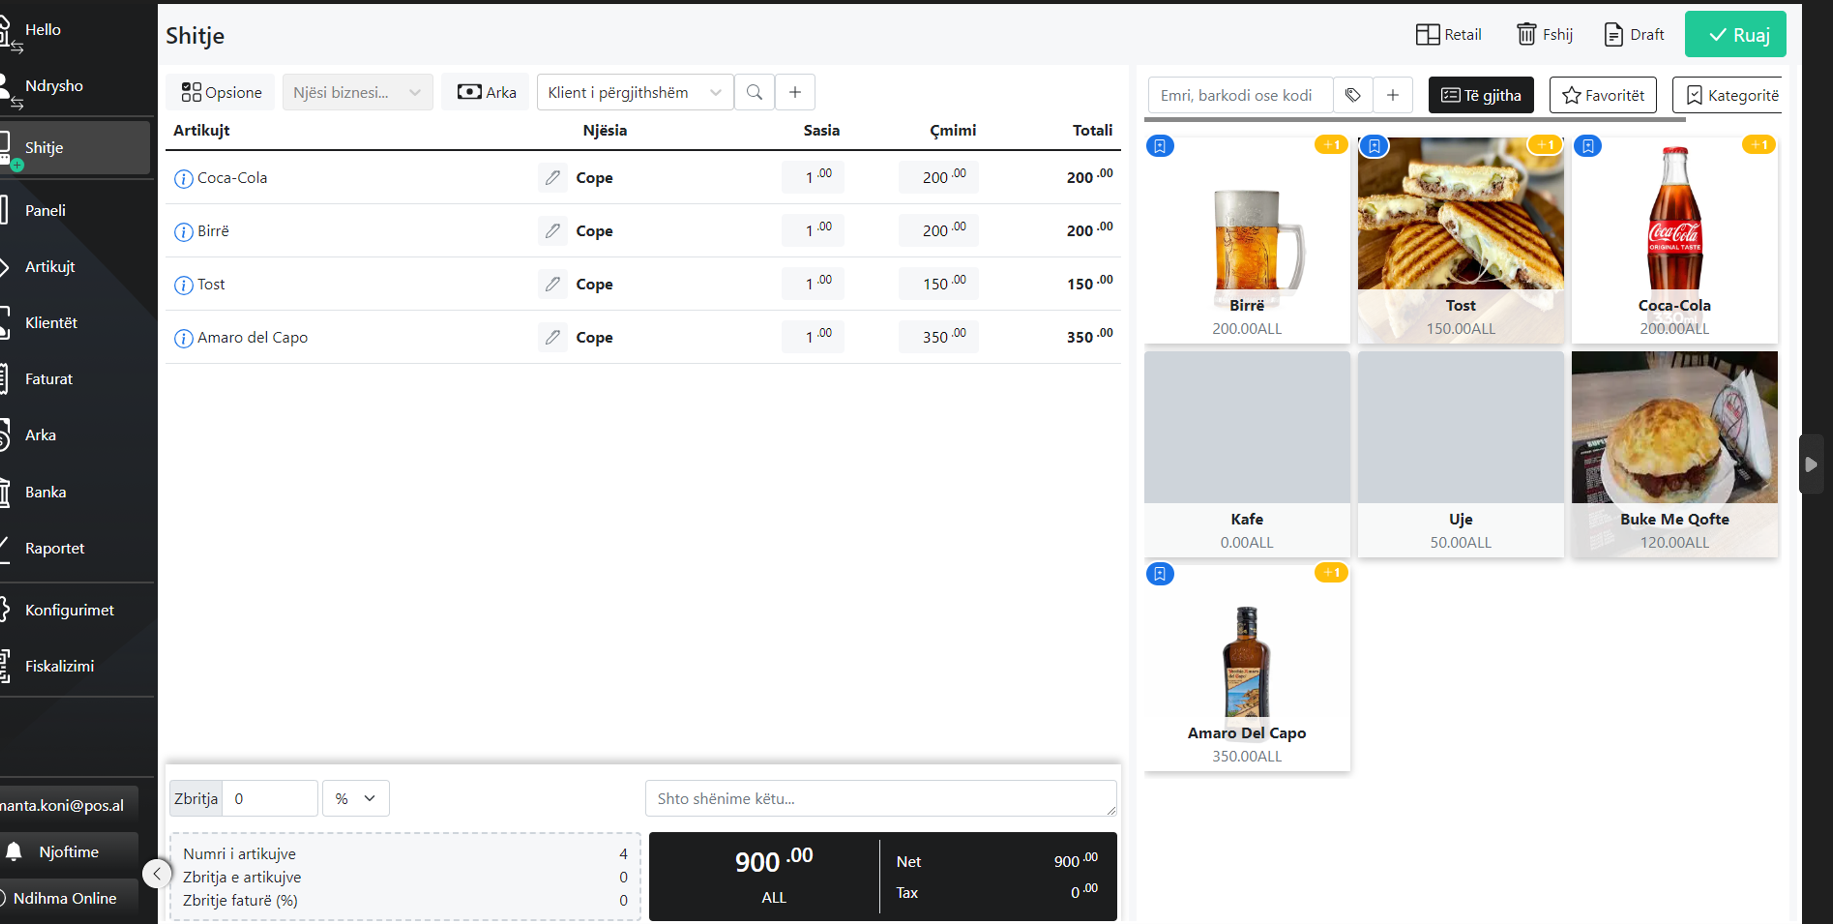 Hello
Ndrysho
Shitje
Paneli
Artikujt
Klientët
Faturat
Arka
Banka
Raportet
Konfigurimet
Fiskalizimi
manta.koni@pos.al
Njoftime
Ndihma Online
Shitje
Retail
Fshij
Draft
Ruaj
Opsione
Njësi biznesi...
Arka
Klient i përgjithshëm
Artikujt Njësia Sasia Çmimi Totali
Coca-Cola Cope 1.00 200.00 200.00
Birrë Cope 1.00 200.00 200.00
Tost Cope 1.00 150.00 150.00
Amaro del Capo Cope 1.00 350.00 350.00
Zbritja 0 %
Shto shënime këtu...
Numri i artikujve 4
Zbritja e artikujve 0
Zbritje faturë (%) 0
900.00
ALL
Net 900.00
Tax 0.00
Emri, barkodi ose kodi
Të gjitha
Favoritët
Kategoritë
+1
Birrë
200.00ALL
+1
Tost
150.00ALL
+1
Coca-Cola
ORIGINAL TASTE
330ml
Coca-Cola
200.00ALL
Kafe
0.00ALL
Uje
50.00ALL
Buke Me Qofte
120.00ALL
+1
Amaro Del Capo
350.00ALL